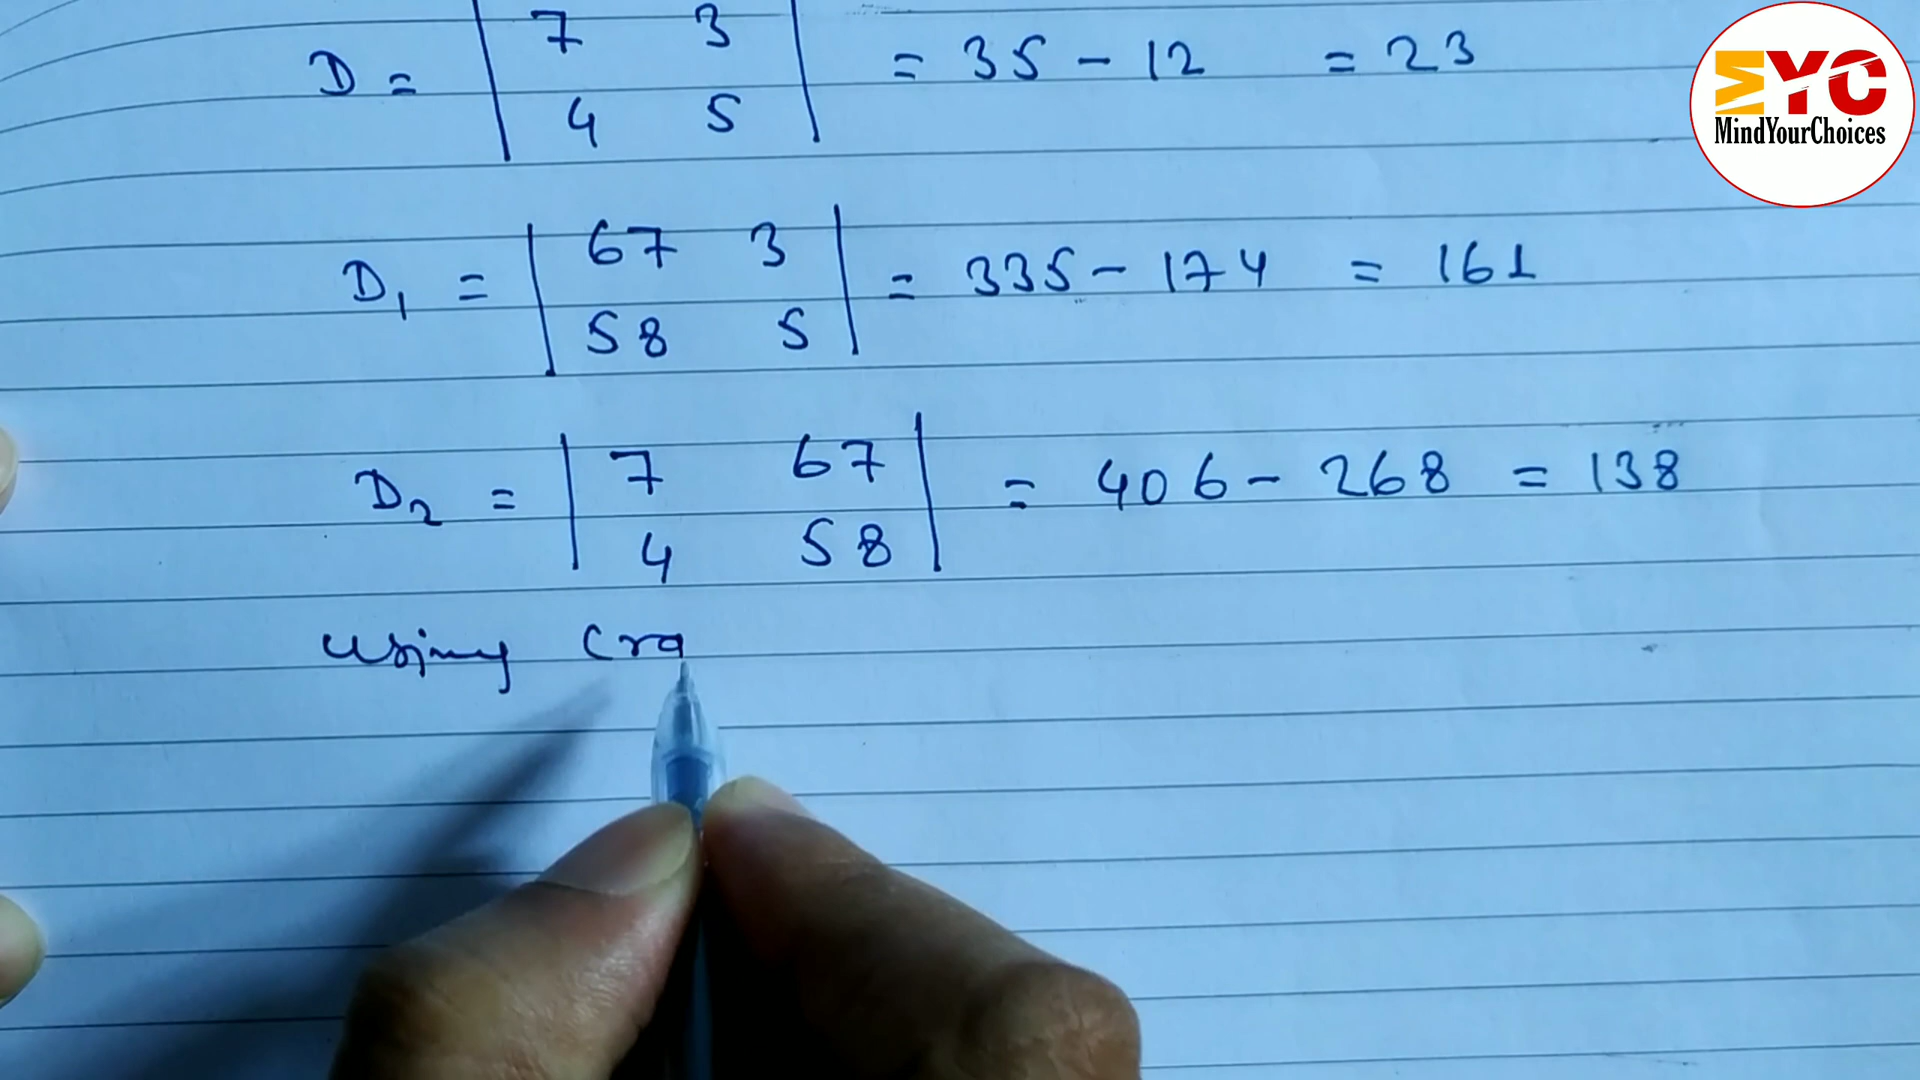 D = | 7 3 | = 35 - 12 = 23
4 5
D₁ = | 67 3 | = 335 - 174 = 161
58 5
D₂ = | 7 67 | = 406 - 268 = 138
4 58
Using Cra
MYC
MindYourChoices